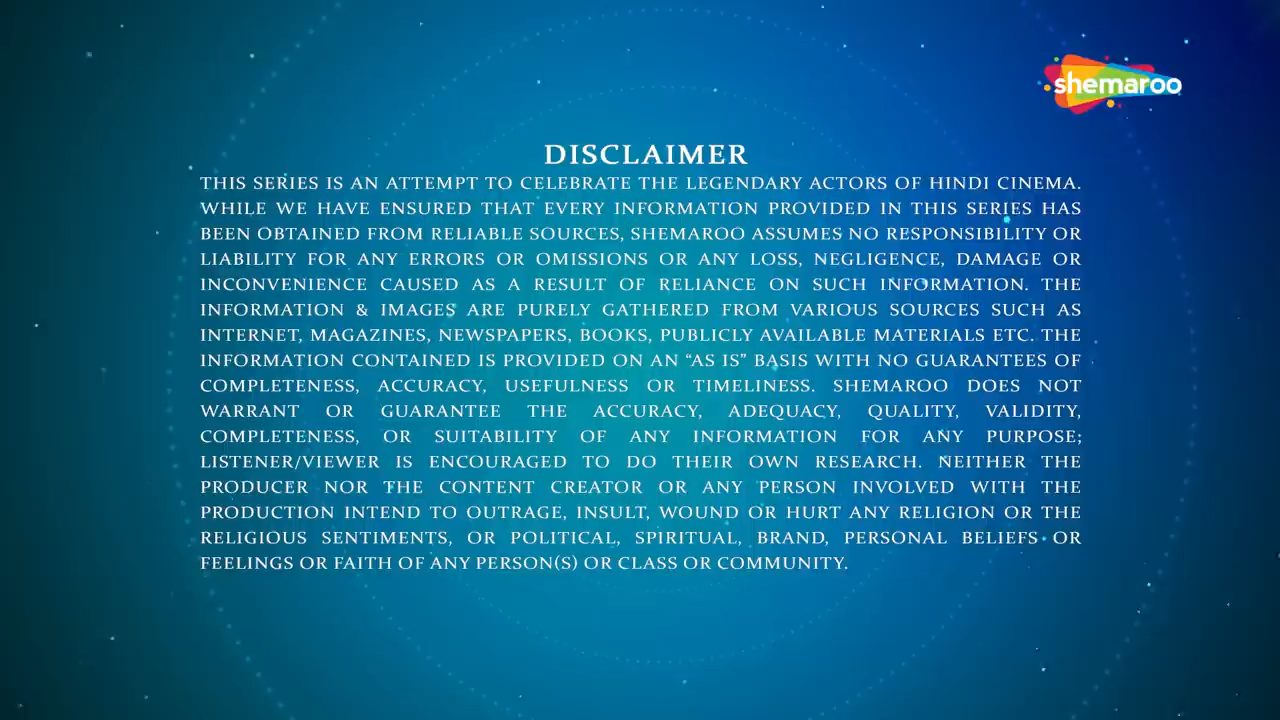 shemaroo
DISCLAIMER
THIS SERIES IS AN ATTEMPT TO CELEBRATE THE LEGENDARY ACTORS OF HINDI CINEMA.
WHILE WE HAVE ENSURED THAT EVERY INFORMATION PROVIDED IN THIS SERIES HAS
BEEN OBTAINED FROM RELIABLE SOURCES, SHEMAROO ASSUMES NO RESPONSIBILITY OR
LIABILITY FOR ANY ERRORS OR OMISSIONS OR ANY LOSS, NEGLIGENCE, DAMAGE OR
INCONVENIENCE CAUSED AS A RESULT OF RELIANCE ON SUCH INFORMATION. THE
INFORMATION & IMAGES ARE PURELY GATHERED FROM VARIOUS SOURCES SUCH AS
INTERNET, MAGAZINES, NEWSPAPERS, BOOKS, PUBLICLY AVAILABLE MATERIALS ETC. THE
INFORMATION CONTAINED IS PROVIDED ON AN “AS IS” BASIS WITH NO GUARANTEES OF
COMPLETENESS, ACCURACY, USEFULNESS OR TIMELINESS. SHEMAROO DOES NOT
WARRANT OR GUARANTEE THE ACCURACY, ADEQUACY, QUALITY, VALIDITY,
COMPLETENESS, OR SUITABILITY OF ANY INFORMATION FOR ANY PURPOSE;
LISTENER/VIEWER IS ENCOURAGED TO DO THEIR OWN RESEARCH. NEITHER THE
PRODUCER NOR THE CONTENT CREATOR OR ANY PERSON INVOLVED WITH THE
PRODUCTION INTEND TO OUTRAGE, INSULT, WOUND OR HURT ANY RELIGION OR THE
RELIGIOUS SENTIMENTS, OR POLITICAL, SPIRITUAL, BRAND, PERSONAL BELIEFS OR
FEELINGS OR FAITH OF ANY PERSON(S) OR CLASS OR COMMUNITY.